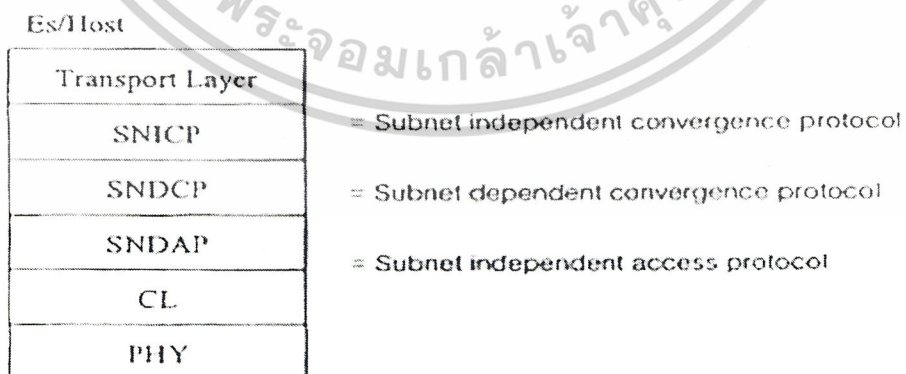 พระจอมเกล้าเจ้าคุ
Es/Host
Transport Layer
SNICP = Subnet independent convergence protocol
SNDCP = Subnet dependent convergence protocol
SNDAP = Subnet independent access protocol
CL
PHY